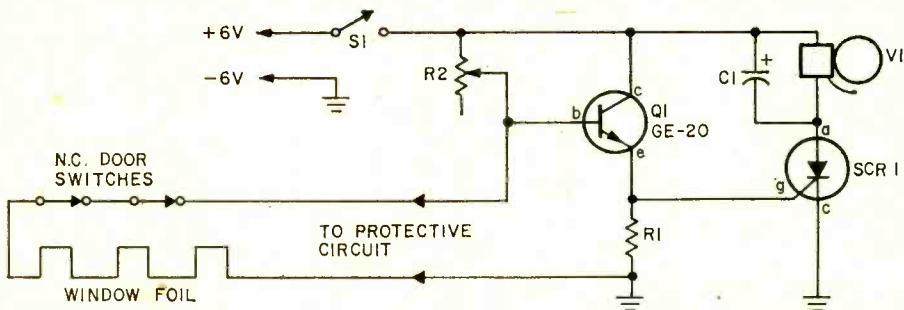 +6V
S1
-6V
R2
C1
+
V1
b
c
e
Q1
GE-20
a
g
c
SCR 1
N.C. DOOR
SWITCHES
TO PROTECTIVE
CIRCUIT
R1
WINDOW FOIL